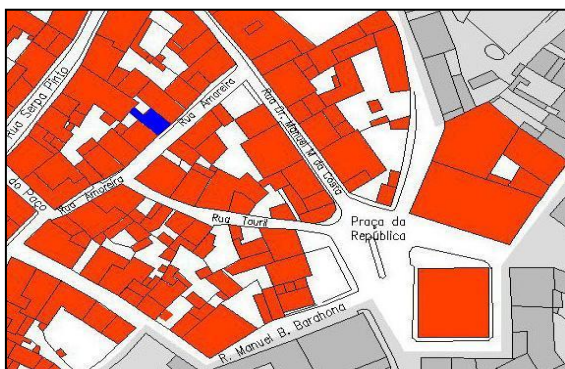 Rua Serpa Pinto
Rua Amoreira
Rua Dr. Manuel M da Costa
do Paço
Rua Amoreira
Rua Touril
Praça da
República
R. Manuel B. Barahona